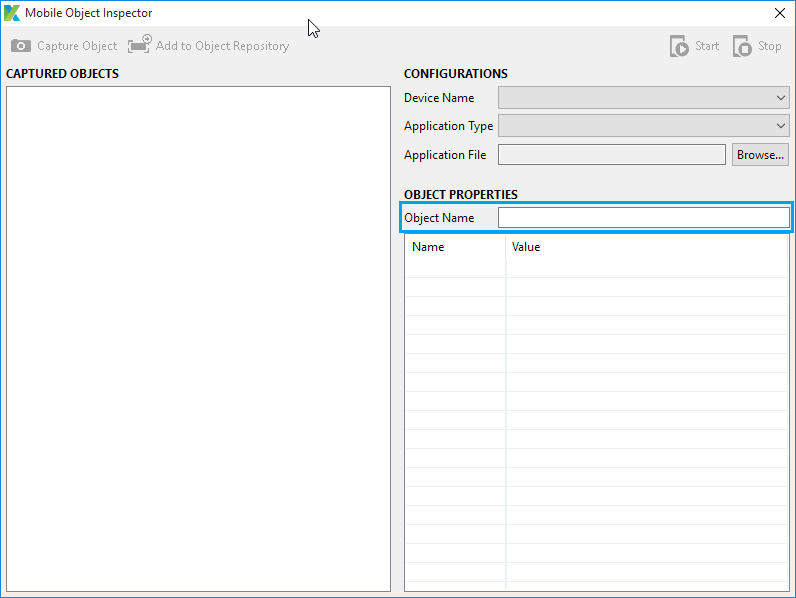 Mobile Object Inspector
Capture Object Add to Object Repository Start Stop
CAPTURED OBJECTS
CONFIGURATIONS
Device Name
Application Type
Application File Browse...
OBJECT PROPERTIES
Object Name
Name Value